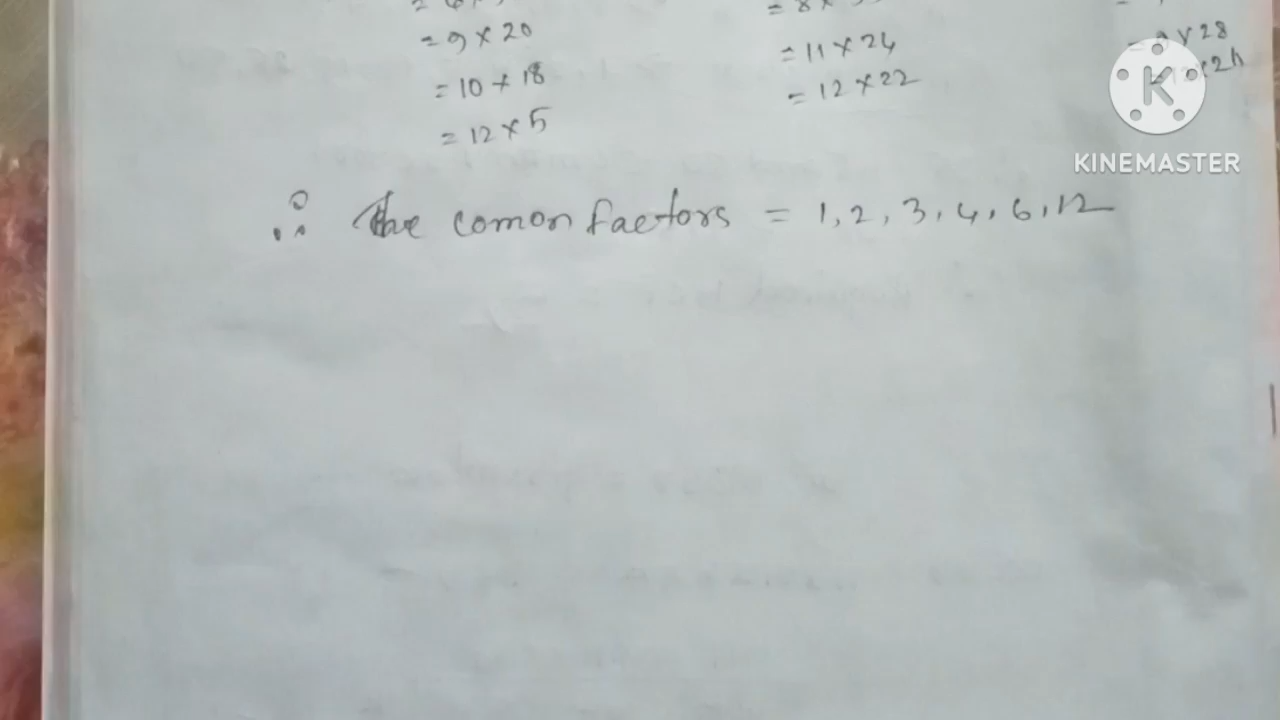 = 9 × 20
= 10 × 18
= 12 × 5
= 11 × 24
= 12 × 22
× 28
KINEMASTER
∴ The comon factors = 1, 2, 3, 4, 6, 12